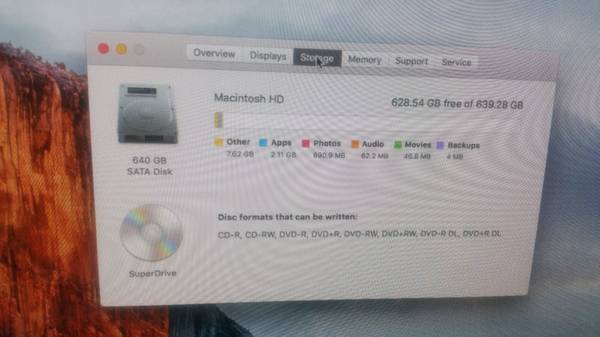 Overview Displays Storage Memory Support Service
Macintosh HD 628.54 GB free of 639.28 GB
Other Apps Photos Audio Movies Backups
7.62 GB 2.11 GB 890.9 MB 62.2 MB 46.8 MB 4 MB
640 GB
SATA Disk
Disc formats that can be written:
CD-R, CD-RW, DVD-R, DVD+R, DVD-RW, DVD+RW, DVD-R DL, DVD+R DL
SuperDrive